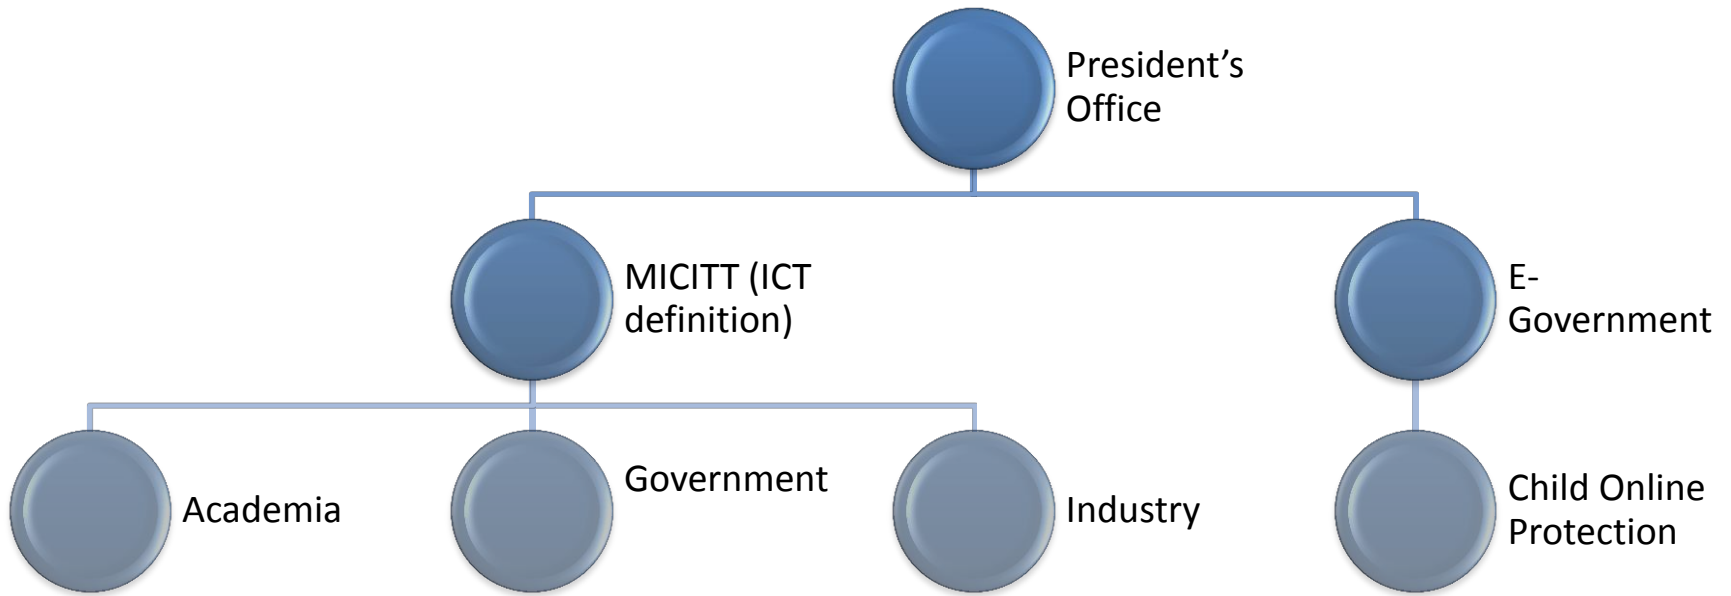 President’s
Office
MICITT (ICT
definition)
E-
Government
Academia
Government
Industry
Child Online
Protection